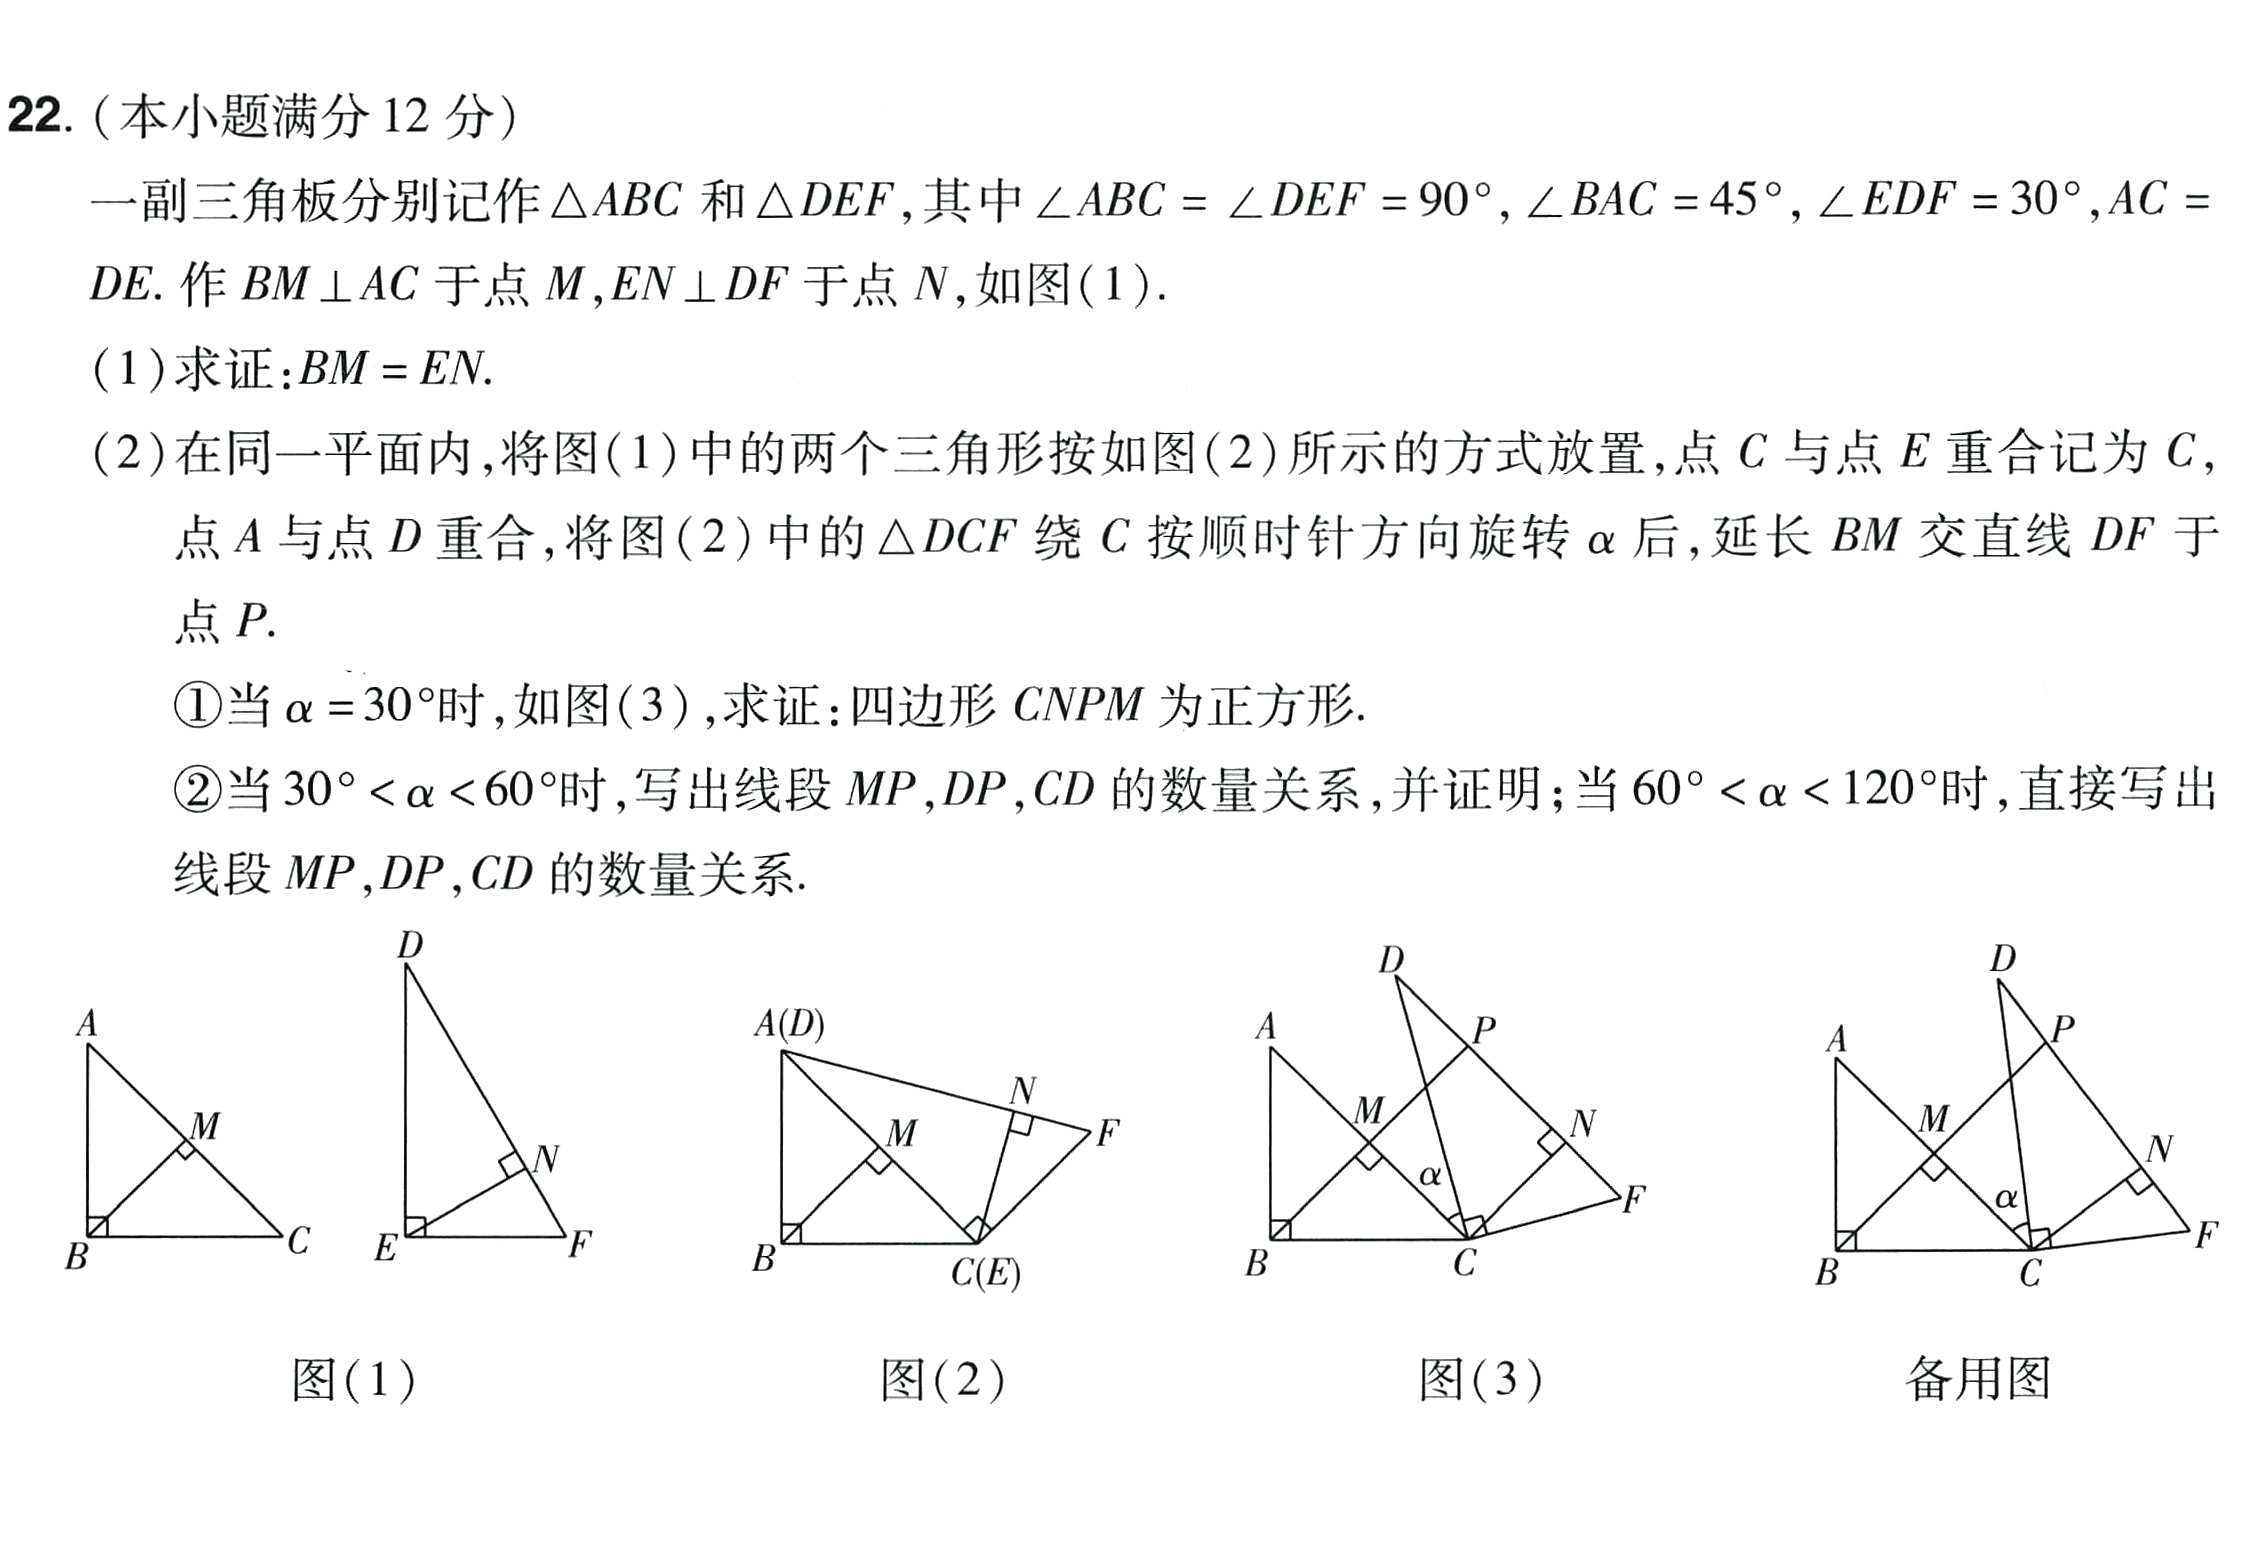 22. (本小题满分12 分)
一副三角板分别记作△ABC 和△DEF,其中∠ABC = ∠DEF = 90°,∠BAC = 45°,∠EDF = 30°,AC =
DE. 作 BM⊥AC 于点 M,EN⊥DF 于点 N,如图(1).
(1)求证:BM = EN.
(2)在同一平面内,将图(1)中的两个三角形按如图(2)所示的方式放置,点 C 与点 E 重合记为 C,
点 A 与点 D 重合,将图(2)中的△DCF 绕 C 按顺时针方向旋转 α 后,延长 BM 交直线 DF 于
点 P.
①当 α = 30°时,如图(3),求证:四边形 CNPM 为正方形.
②当 30° < α < 60°时,写出线段 MP,DP,CD 的数量关系,并证明;当 60° < α < 120°时,直接写出
线段 MP,DP,CD 的数量关系.
A
M
B
C
D
N
E
F
A(D)
N
M
F
B
C(E)
D
A
P
M
N
α
F
B
C
D
A
P
M
N
α
F
B
C
图(1)
图(2)
图(3)
备用图